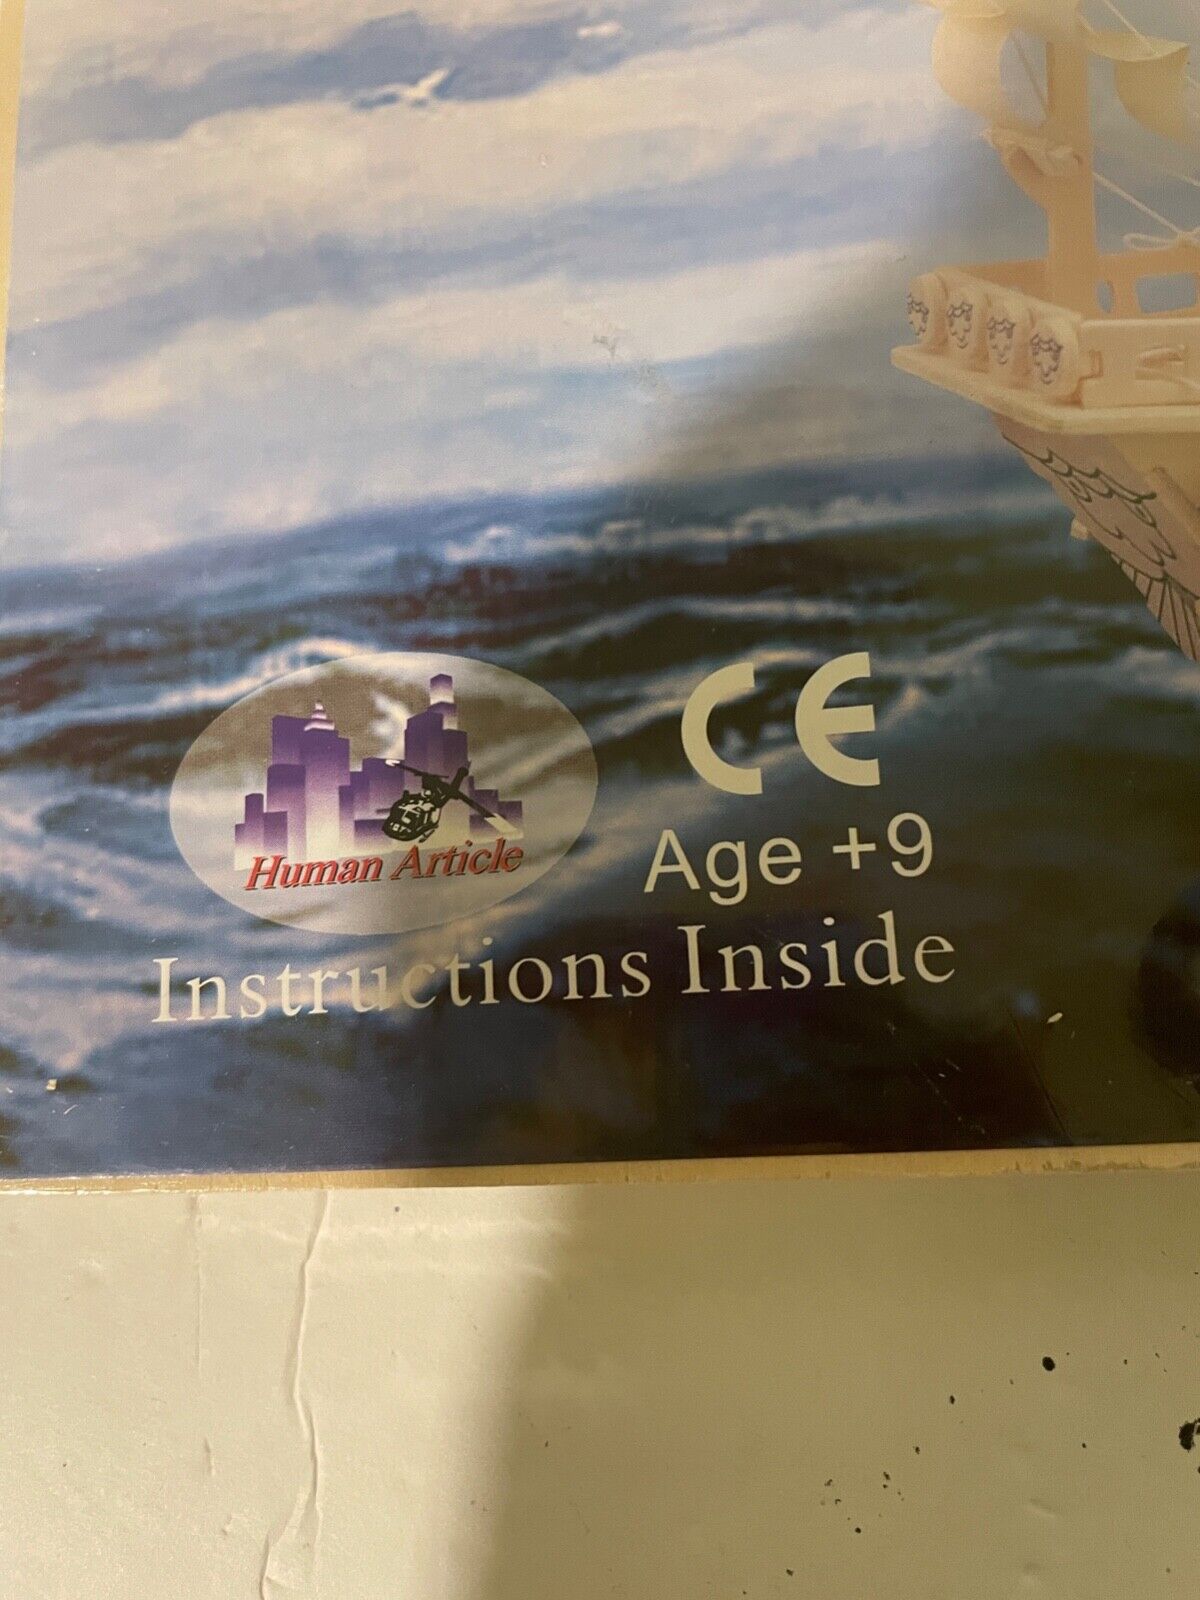 CE
Human Article
Age +9
Instructions Inside